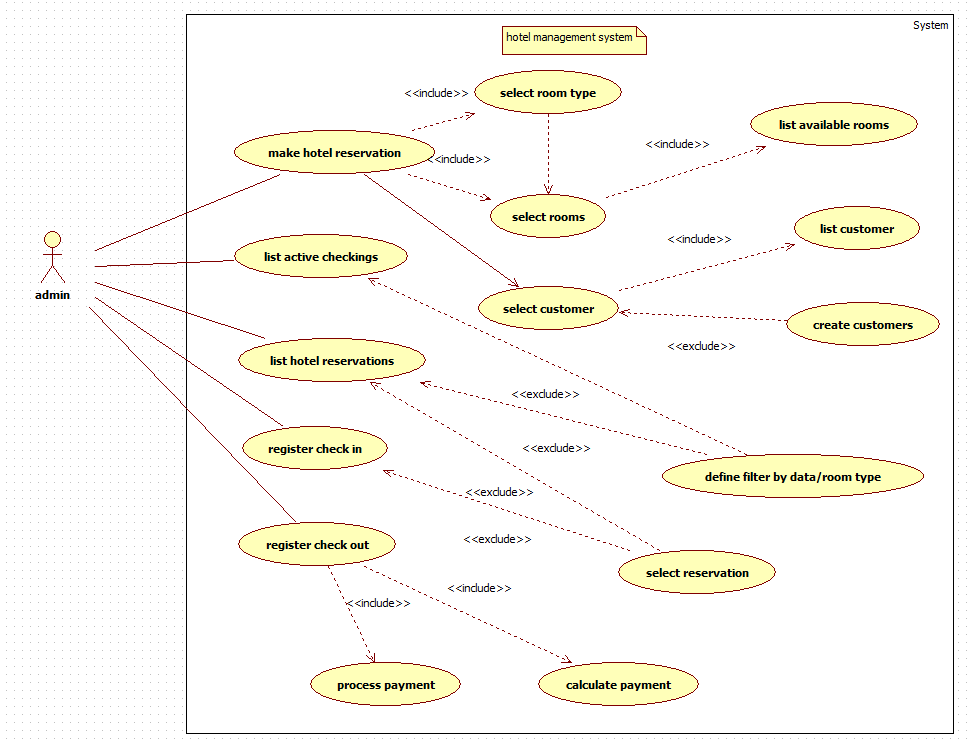 System
hotel management system
<<include>>
select room type
list available rooms
make hotel reservation
<<include>>
<<include>>
select rooms
list customer
<<include>>
list active checkings
admin
select customer
create customers
<<exclude>>
list hotel reservations
<<exclude>>
<<exclude>>
register check in
define filter by data/room type
<<exclude>>
<<exclude>>
register check out
select reservation
<<include>>
<<include>>
process payment
calculate payment